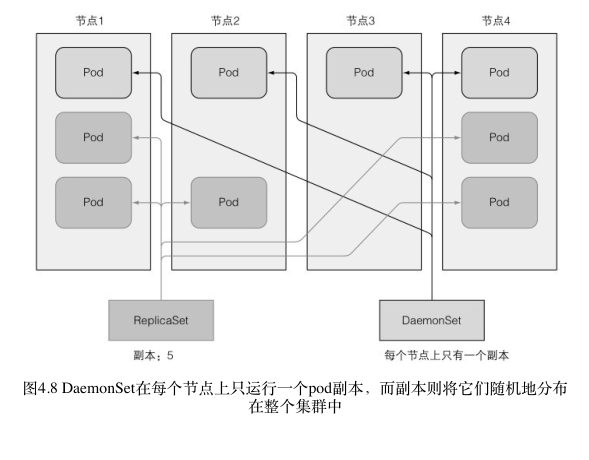 节点1 节点2 节点3 节点4
Pod Pod Pod Pod
Pod Pod
Pod Pod Pod
ReplicaSet DaemonSet
副本：5 每个节点上只有一个副本
图4.8 DaemonSet在每个节点上只运行一个pod副本，而副本则将它们随机地分布
在整个集群中